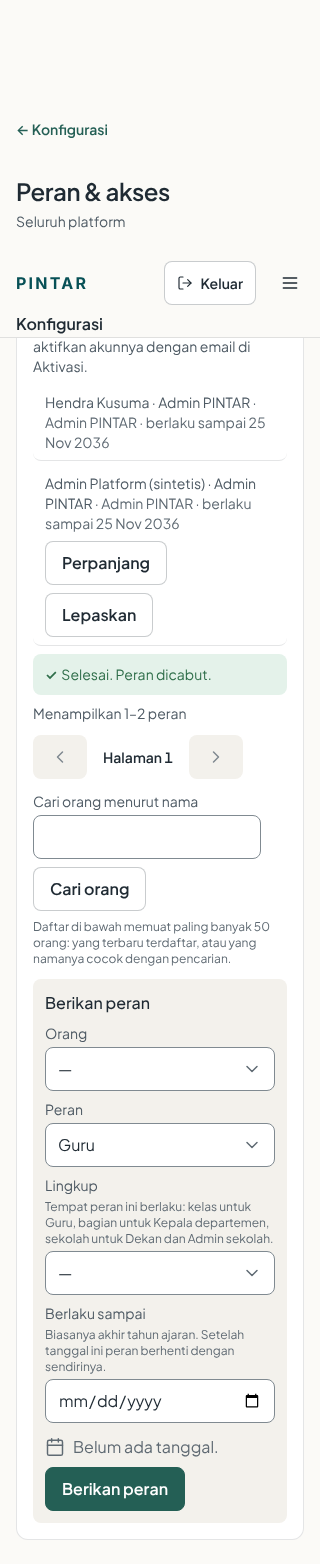 ← Konfigurasi
Peran & akses
Seluruh platform
PINTAR
Keluar
Konfigurasi
aktifkan akunnya dengan email di
Aktivasi.
Hendra Kusuma · Admin PINTAR ·
Admin PINTAR · berlaku sampai 25
Nov 2036
Admin Platform (sintetis) · Admin
PINTAR · Admin PINTAR · berlaku
sampai 25 Nov 2036
Perpanjang
Lepaskan
✓ Selesai. Peran dicabut.
Menampilkan 1–2 peran
Halaman 1
Cari orang menurut nama
Cari orang
Daftar di bawah memuat paling banyak 50
orang: yang terbaru terdaftar, atau yang
namanya cocok dengan pencarian.
Berikan peran
Orang
—
Peran
Guru
Lingkup
Tempat peran ini berlaku: kelas untuk
Guru, bagian untuk Kepala departemen,
sekolah untuk Dekan dan Admin sekolah.
—
Berlaku sampai
Biasanya akhir tahun ajaran. Setelah
tanggal ini peran berhenti dengan
sendirinya.
mm/dd/yyyy
Belum ada tanggal.
Berikan peran